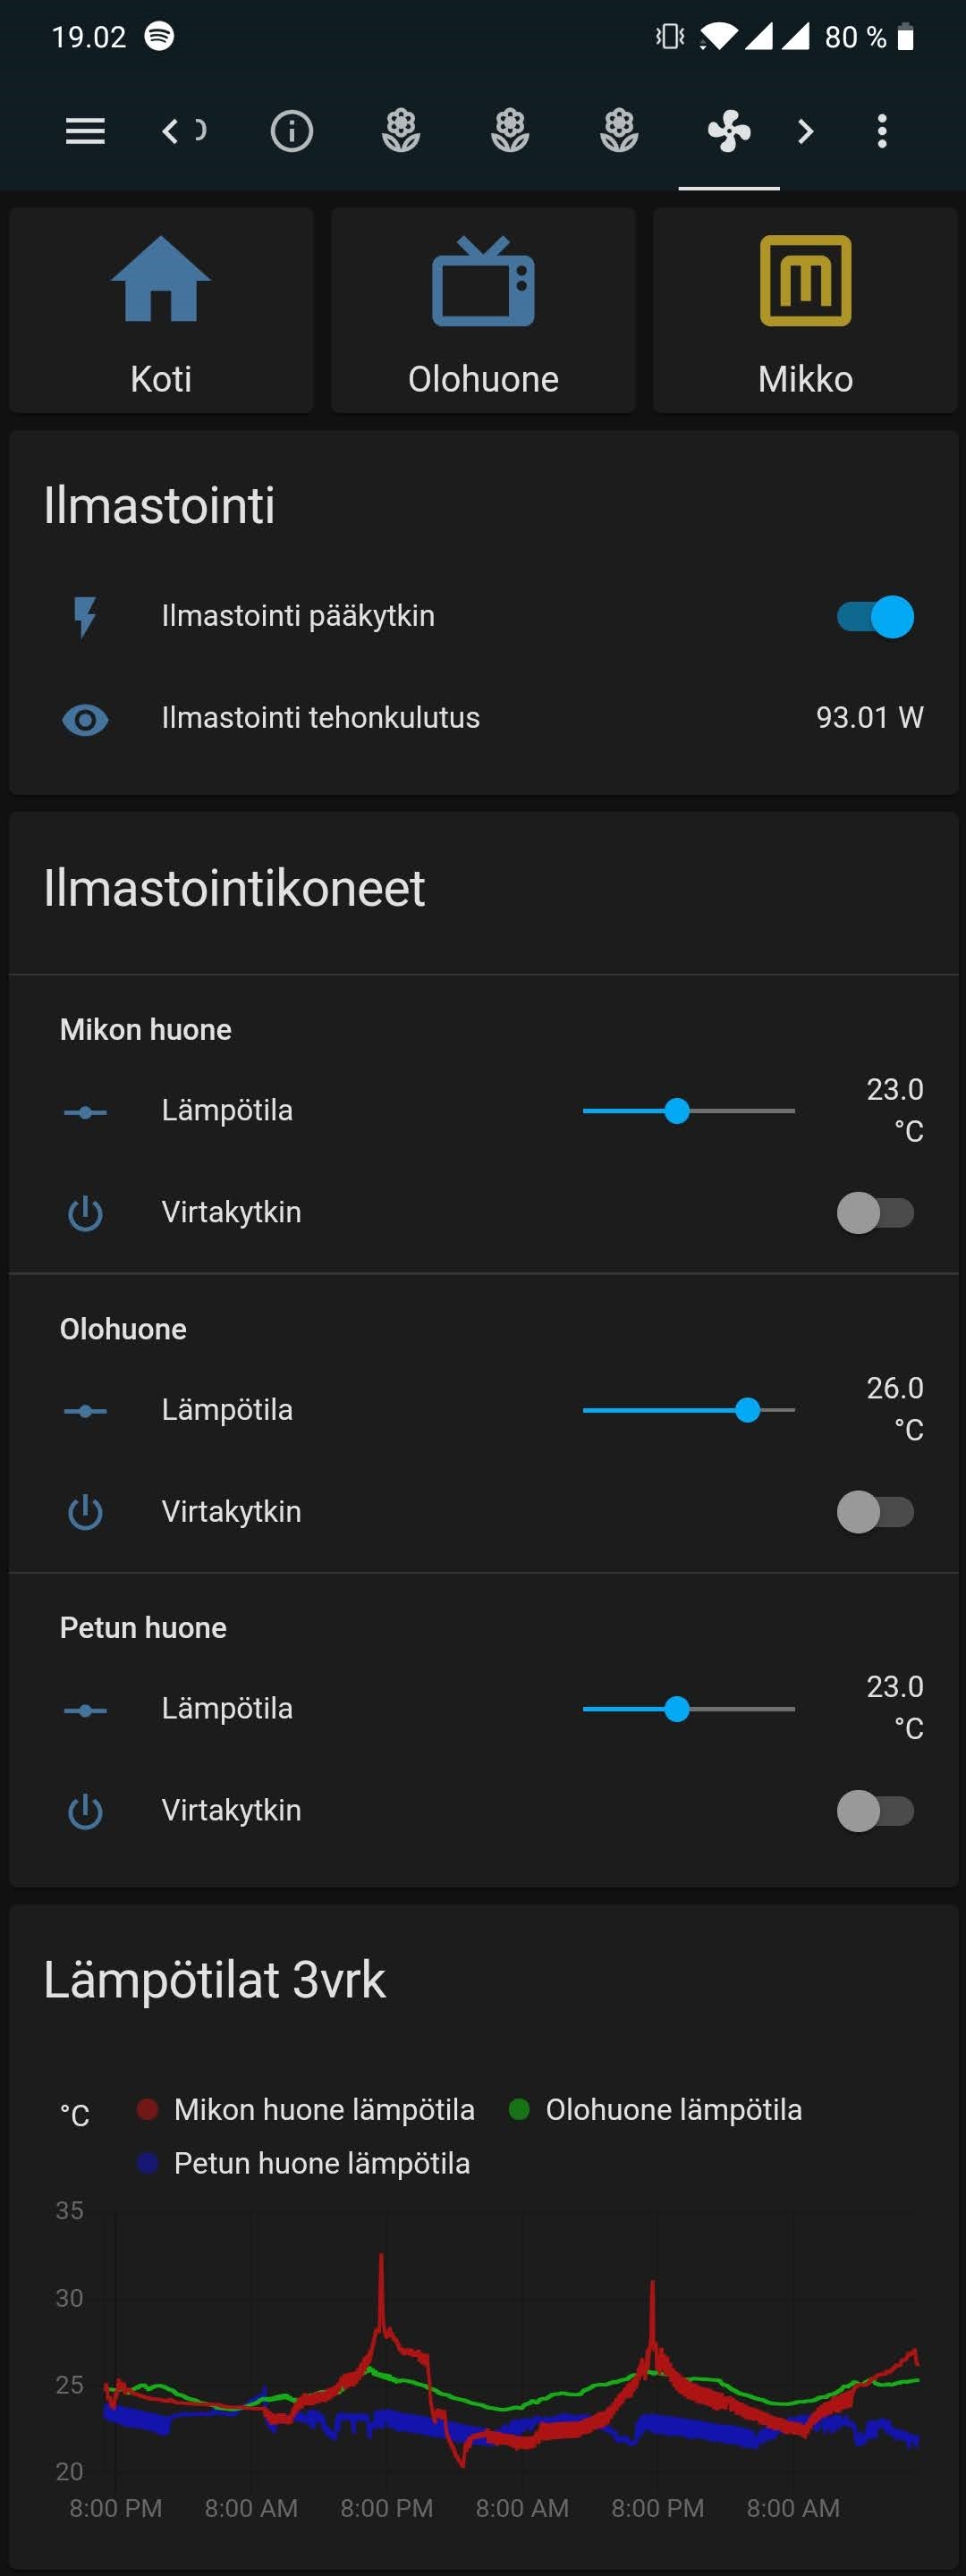 19.02 80 %
Koti Olohuone Mikko
Ilmastointi
Ilmastointi pääkytkin
Ilmastointi tehonkulutus 93.01 W
Ilmastointikoneet
Mikon huone
Lämpötila 23.0 °C
Virtakytkin
Olohuone
Lämpötila 26.0 °C
Virtakytkin
Petun huone
Lämpötila 23.0 °C
Virtakytkin
Lämpötilat 3vrk
°C Mikon huone lämpötila Olohuone lämpötila
Petun huone lämpötila
35
30
25
20
8:00 PM 8:00 AM 8:00 PM 8:00 AM 8:00 PM 8:00 AM